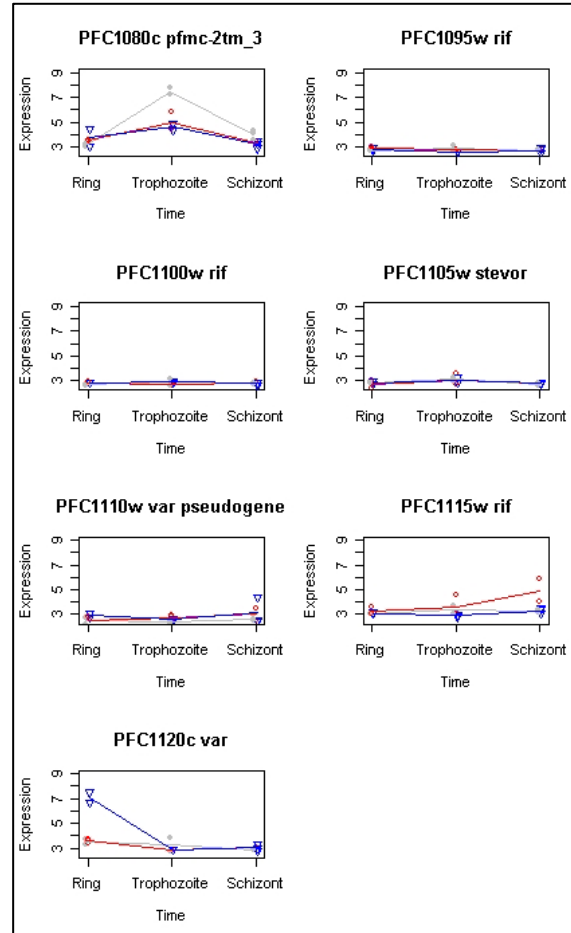 PFC1080c pfmc-2tm_3
Expression
9
7
5
3
Ring Trophozoite Schizont
Time
PFC1095w rif
Expression
9
7
5
3
Ring Trophozoite Schizont
Time
PFC1100w rif
Expression
9
7
5
3
Ring Trophozoite Schizont
Time
PFC1105w stevor
Expression
9
7
5
3
Ring Trophozoite Schizont
Time
PFC1110w var pseudogene
Expression
9
7
5
3
Ring Trophozoite Schizont
Time
PFC1115w rif
Expression
9
7
5
3
Ring Trophozoite Schizont
Time
PFC1120c var
Expression
9
7
5
3
Ring Trophozoite Schizont
Time